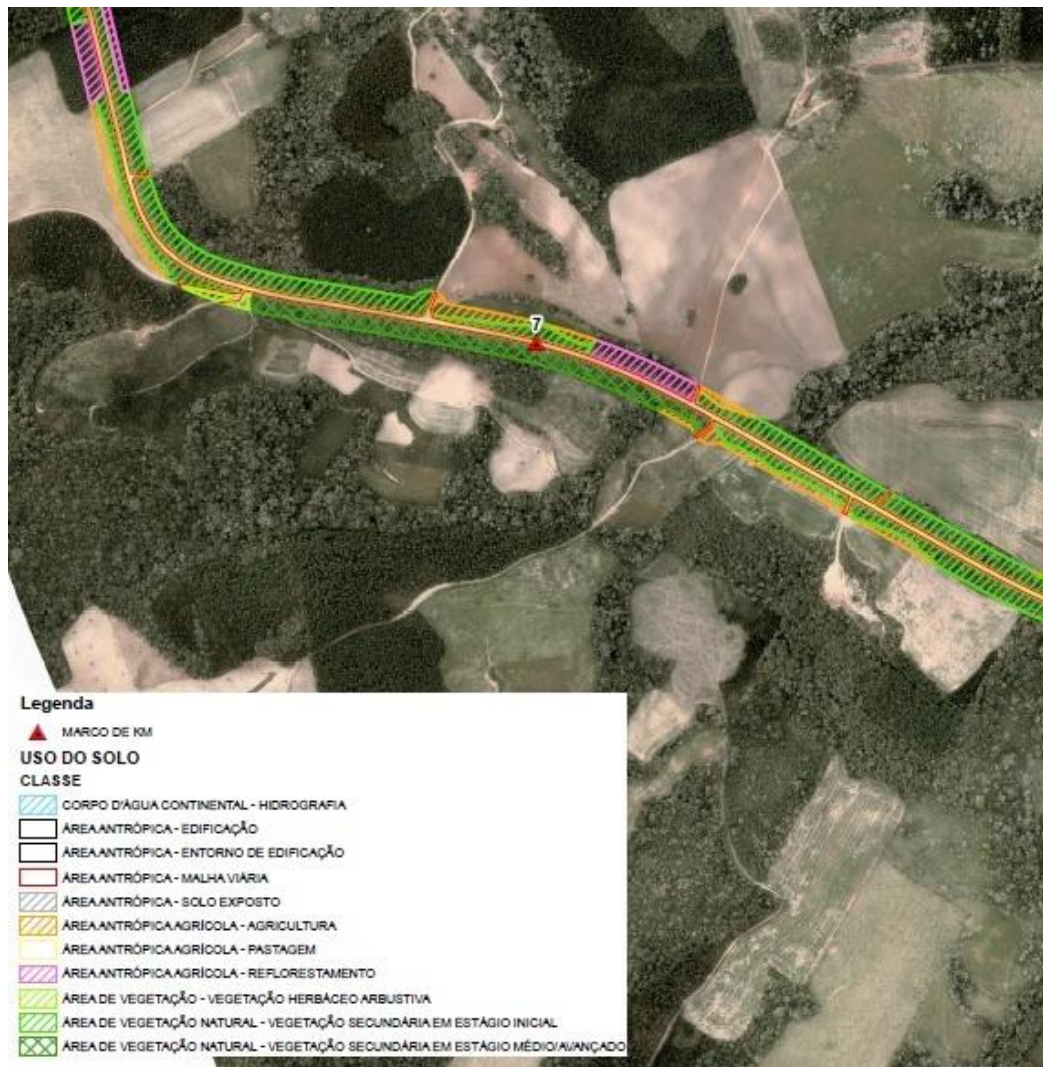 7
Legenda
MARCO DE KM
USO DO SOLO
CLASSE
CORPO D'ÁGUA CONTINENTAL - HIDROGRAFIA
ÁREA ANTRÓPICA - EDIFICAÇÃO
ÁREA ANTRÓPICA - ENTORNO DE EDIFICAÇÃO
ÁREA ANTRÓPICA - MALHA VIÁRIA
ÁREA ANTRÓPICA - SOLO EXPOSTO
ÁREA ANTRÓPICA AGRÍCOLA - AGRICULTURA
ÁREA ANTRÓPICA AGRÍCOLA - PASTAGEM
ÁREA ANTRÓPICA AGRÍCOLA - REFLORESTAMENTO
ÁREA DE VEGETAÇÃO - VEGETAÇÃO HERBÁCEO ARBUSTIVA
ÁREA DE VEGETAÇÃO NATURAL - VEGETAÇÃO SECUNDÁRIA EM ESTÁGIO INICIAL
ÁREA DE VEGETAÇÃO NATURAL - VEGETAÇÃO SECUNDÁRIA EM ESTÁGIO MÉDIO/AVANÇADO